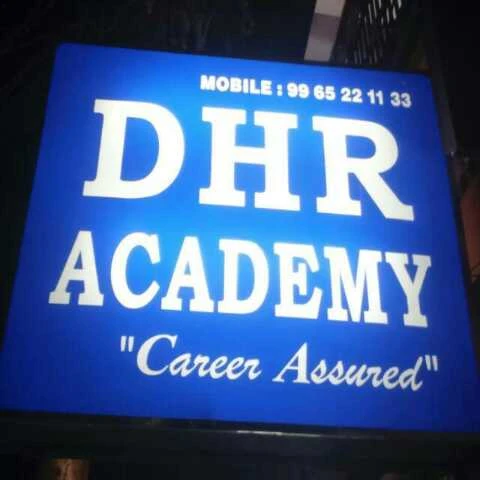 MOBILE : 99 65 22 11 33
DHR
ACADEMY
"Career Assured"